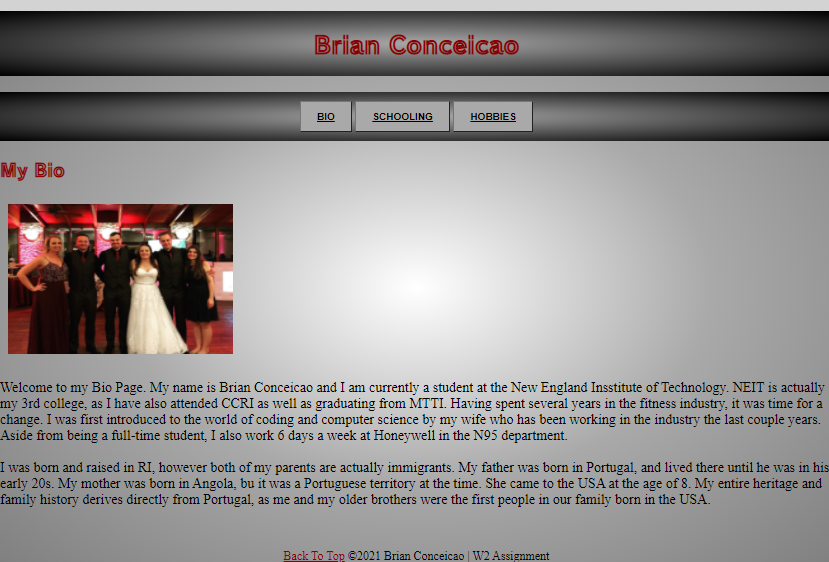 Brian Conceicao
BIO
SCHOOLING
HOBBIES
My Bio
Welcome to my Bio Page. My name is Brian Conceicao and I am currently a student at the New England Insstitute of Technology. NEIT is actually
my 3rd college, as I have also attended CCRI as well as graduating from MTTI. Having spent several years in the fitness industry, it was time for a
change. I was first introduced to the world of coding and computer science by my wife who has been working in the industry the last couple years.
Aside from being a full-time student, I also work 6 days a week at Honeywell in the N95 department.
I was born and raised in RI, however both of my parents are actually immigrants. My father was born in Portugal, and lived there until he was in his
early 20s. My mother was born in Angola, bu it was a Portuguese territory at the time. She came to the USA at the age of 8. My entire heritage and
family history derives directly from Portugal, as me and my older brothers were the first people in our family born in the USA.
Back To Top ©2021 Brian Conceicao | W2 Assignment